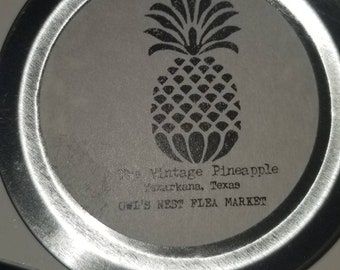 The Vintage Pineapple
Texarkana, Texas
OWL'S NEST FLEA MARKET